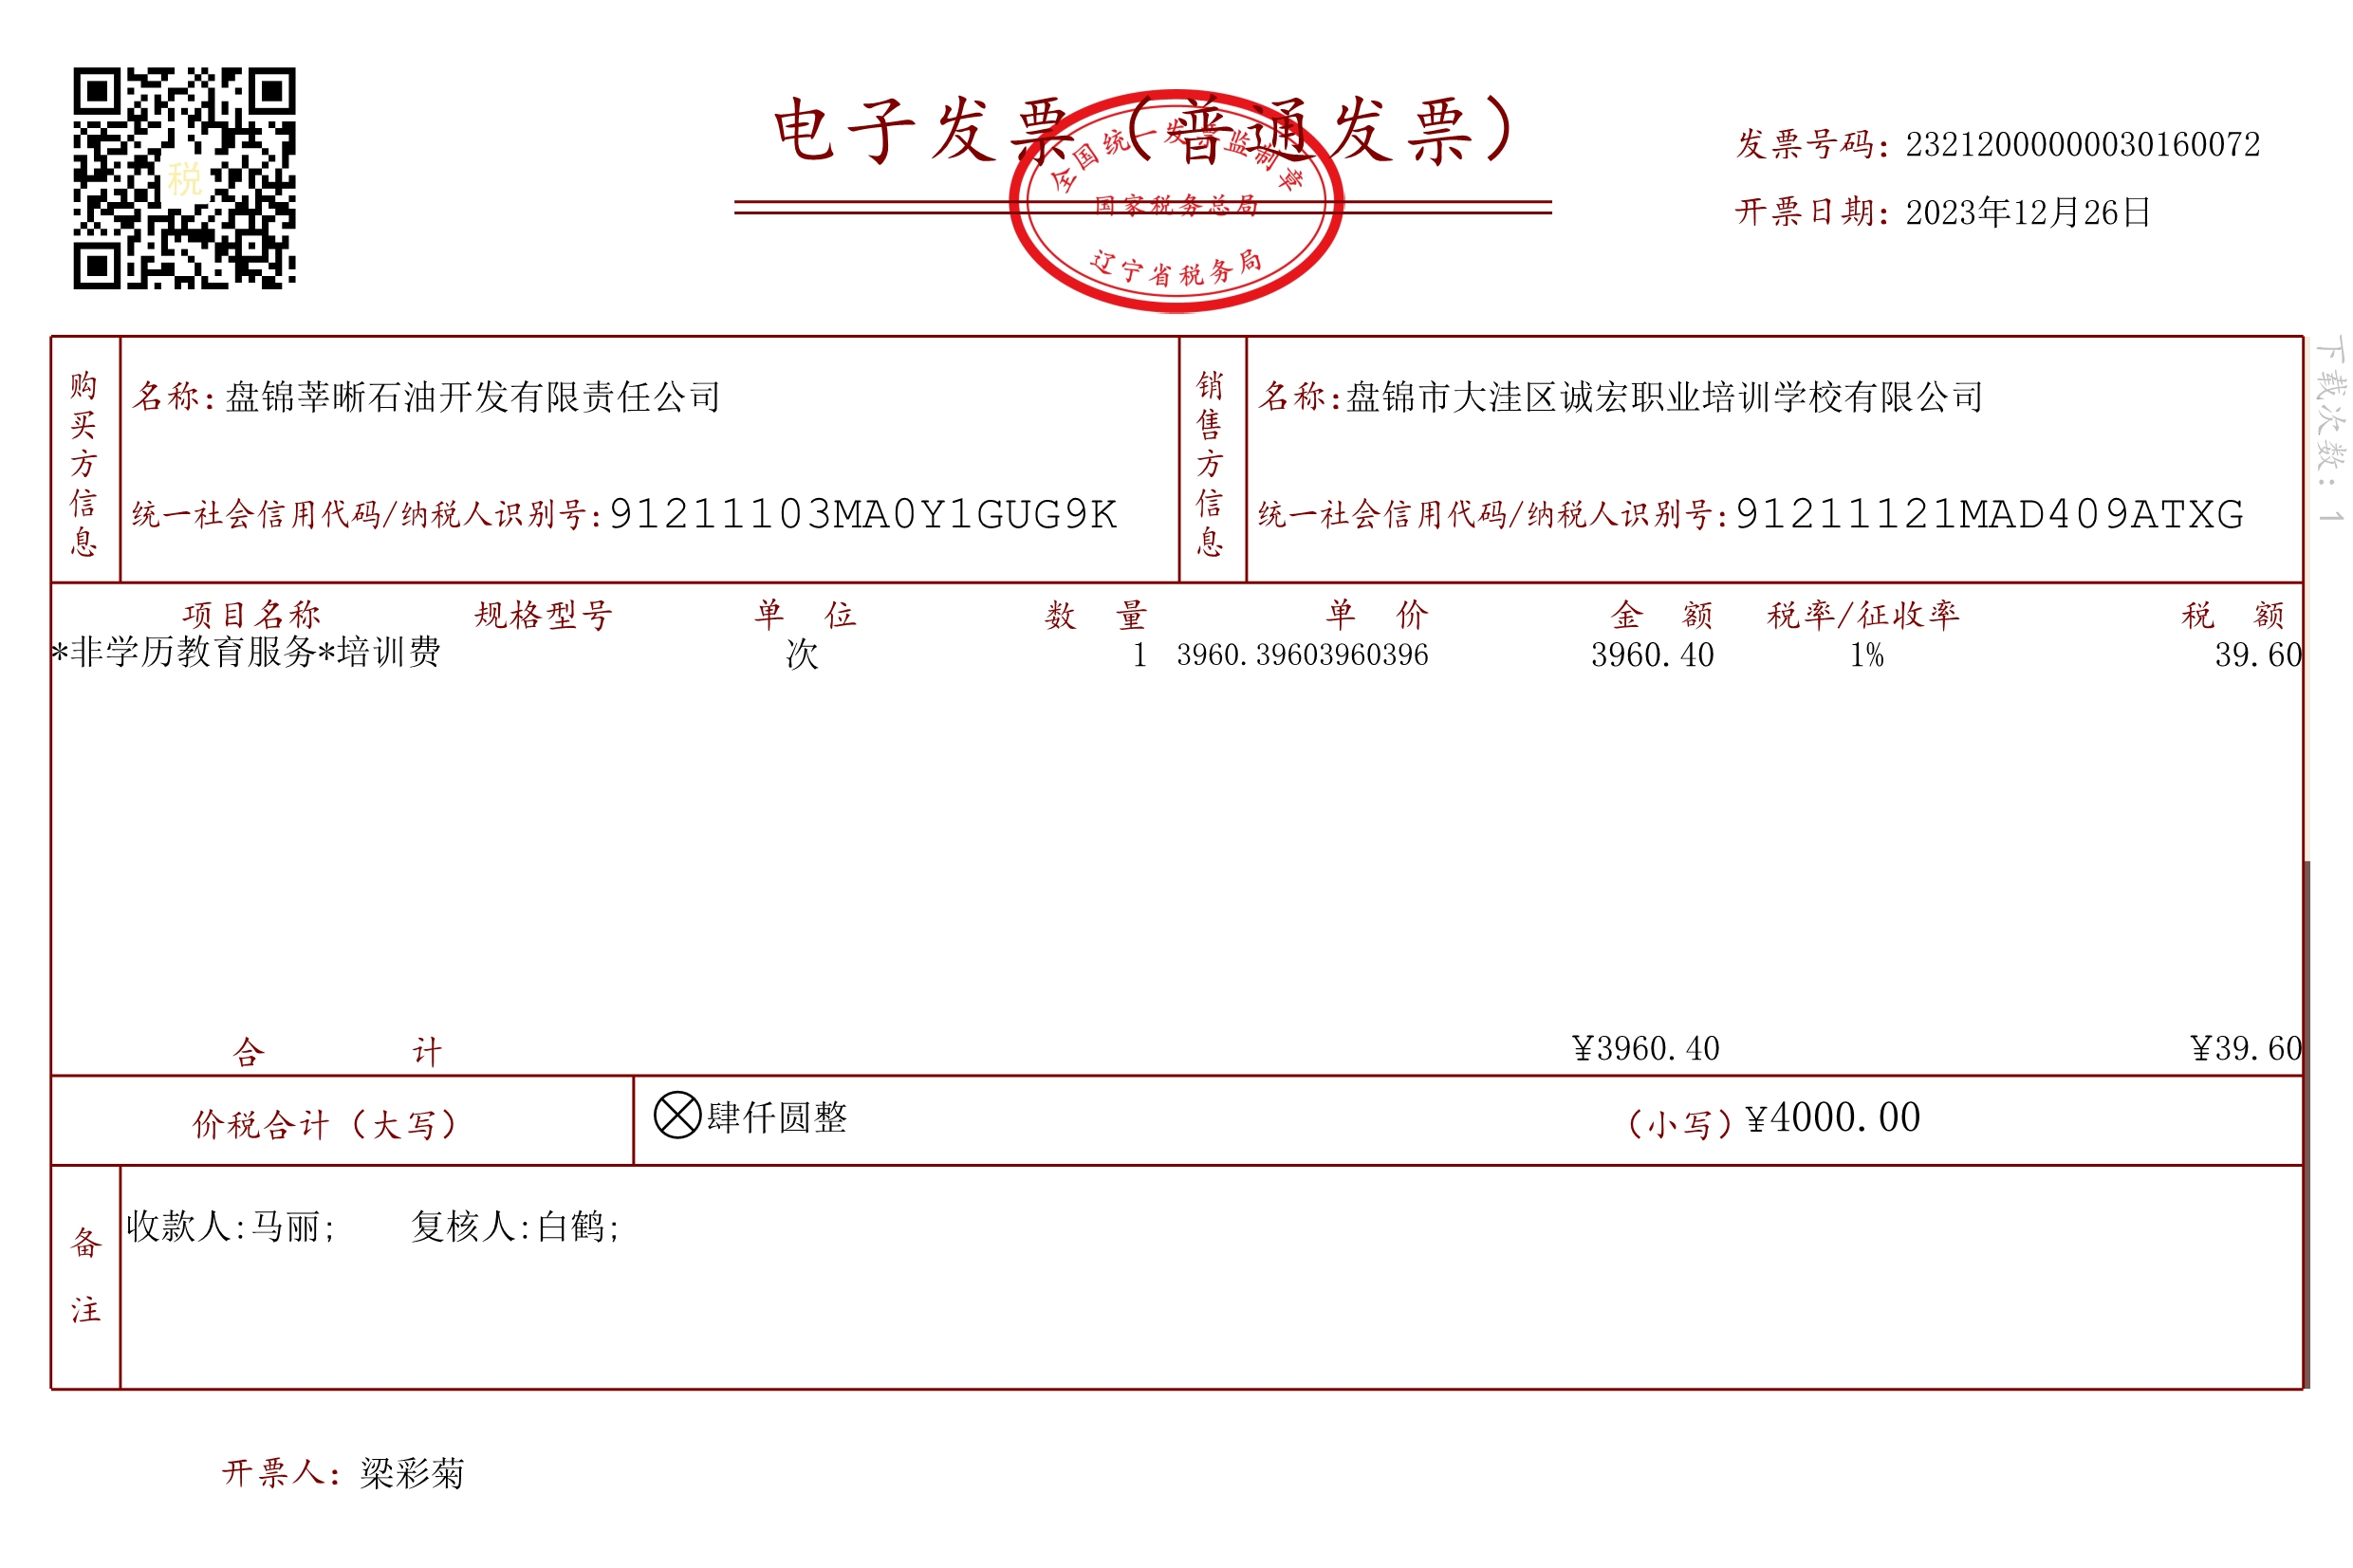 电子发票（普通发票）
全国统一发票监制章
国家税务总局
辽宁省税务局
税
发票号码：23212000000030160072
开票日期：2023年12月26日
下载次数：1
购买方信息
名称：盘锦莘晰石油开发有限责任公司
统一社会信用代码/纳税人识别号：91211103MA0Y1GUG9K
销售方信息
名称：盘锦市大洼区诚宏职业培训学校有限公司
统一社会信用代码/纳税人识别号：91211121MAD409ATXG
项目名称 规格型号 单位 数量 单价 金额 税率/征收率 税额
*非学历教育服务*培训费 次 1 3960.39603960396 3960.40 1% 39.60
合计 ¥3960.40 ¥39.60
价税合计（大写） ⊗肆仟圆整 （小写）¥4000.00
备注
收款人:马丽; 复核人:白鹤;
开票人：梁彩菊